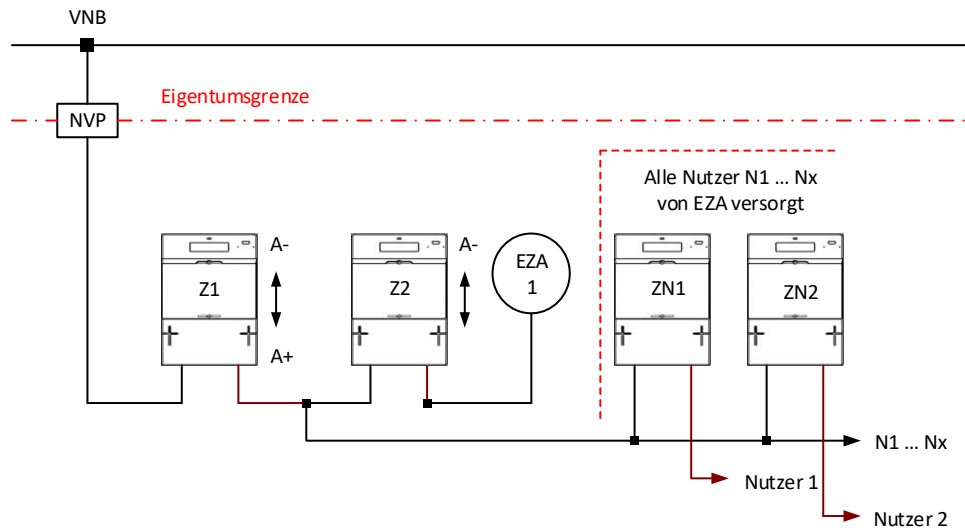 VNB
Eigentumsgrenze
NVP
Alle Nutzer N1 ... Nx
von EZA versorgt
A-
A-
EZA
1
Z1
Z2
ZN1
ZN2
A+
N1 ... Nx
Nutzer 1
Nutzer 2